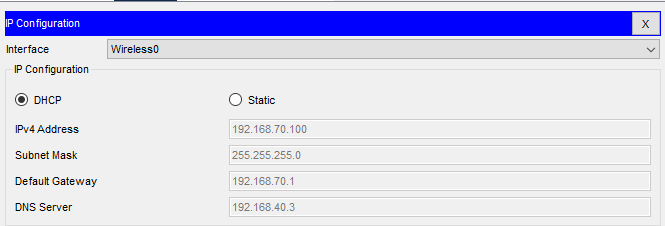 IP Configuration X
Interface Wireless0
IP Configuration
DHCP Static
IPv4 Address 192.168.70.100
Subnet Mask 255.255.255.0
Default Gateway 192.168.70.1
DNS Server 192.168.40.3